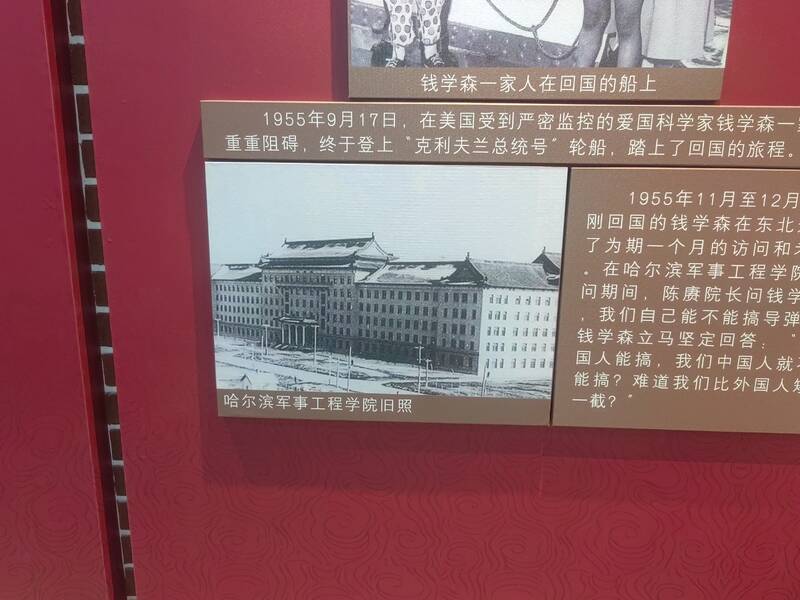 钱学森一家人在回国的船上
1955年9月17日，在美国受到严密监控的爱国科学家钱学森一
重重阻碍，终于登上“克利夫兰总统号”轮船，踏上了回国的旅程。
1955年11月至12月
刚回国的钱学森在东北
了为期一个月的访问和
。在哈尔滨军事工程学院
问期间，陈赓院长问钱学
，我们自己能不能搞导弹
钱学森立马坚定回答：“
国人能搞，我们中国人就
能搞？难道我们比外国人矮
一截？”
哈尔滨军事工程学院旧照